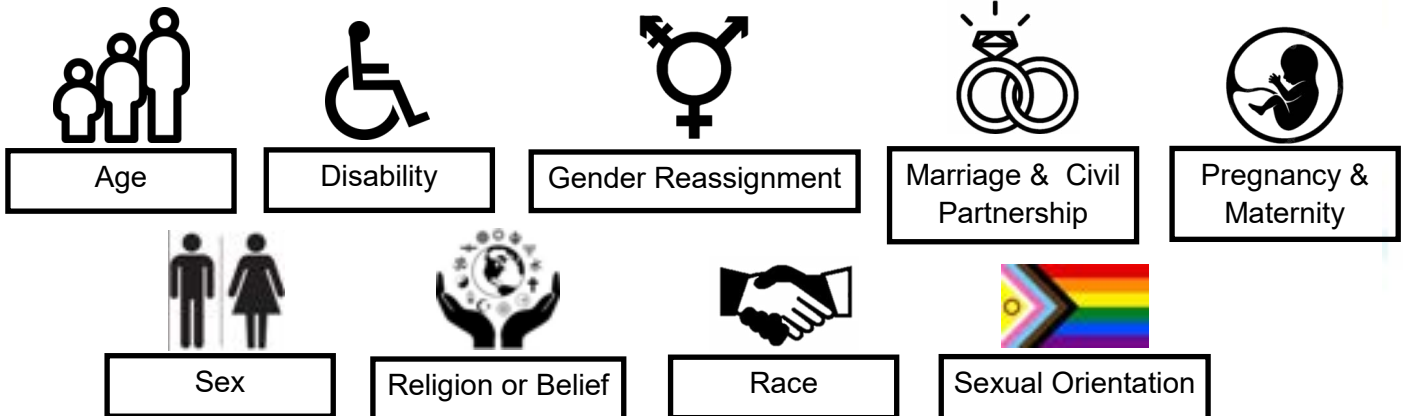 Age
Disability
Gender Reassignment
Marriage & Civil
Partnership
Pregnancy &
Maternity
Sex
Religion or Belief
Race
Sexual Orientation